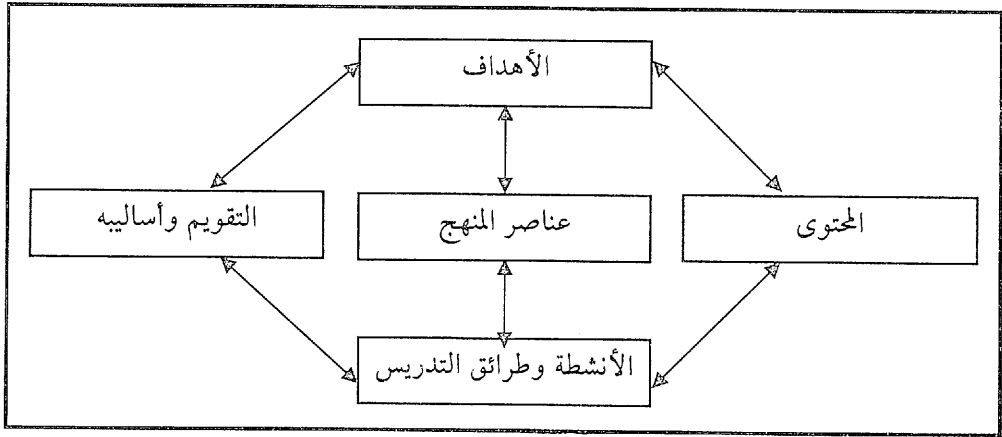 الأهداف
المحتوى
عناصر المنهج
التقويم وأساليبه
الأنشطة وطرائق التدريس